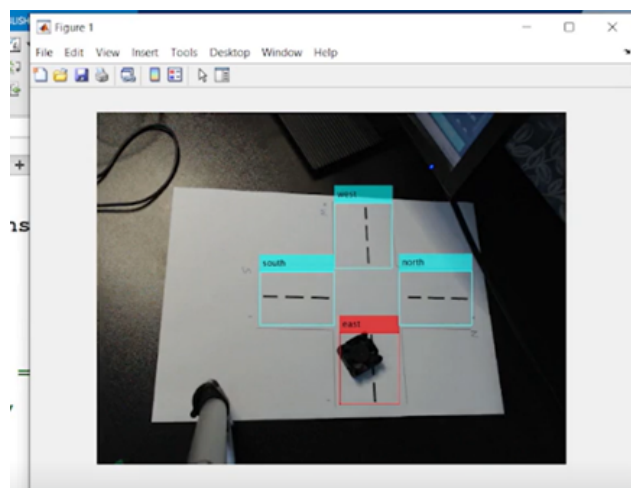 Figure 1
File Edit View Insert Tools Desktop Window Help
west
south
north
east